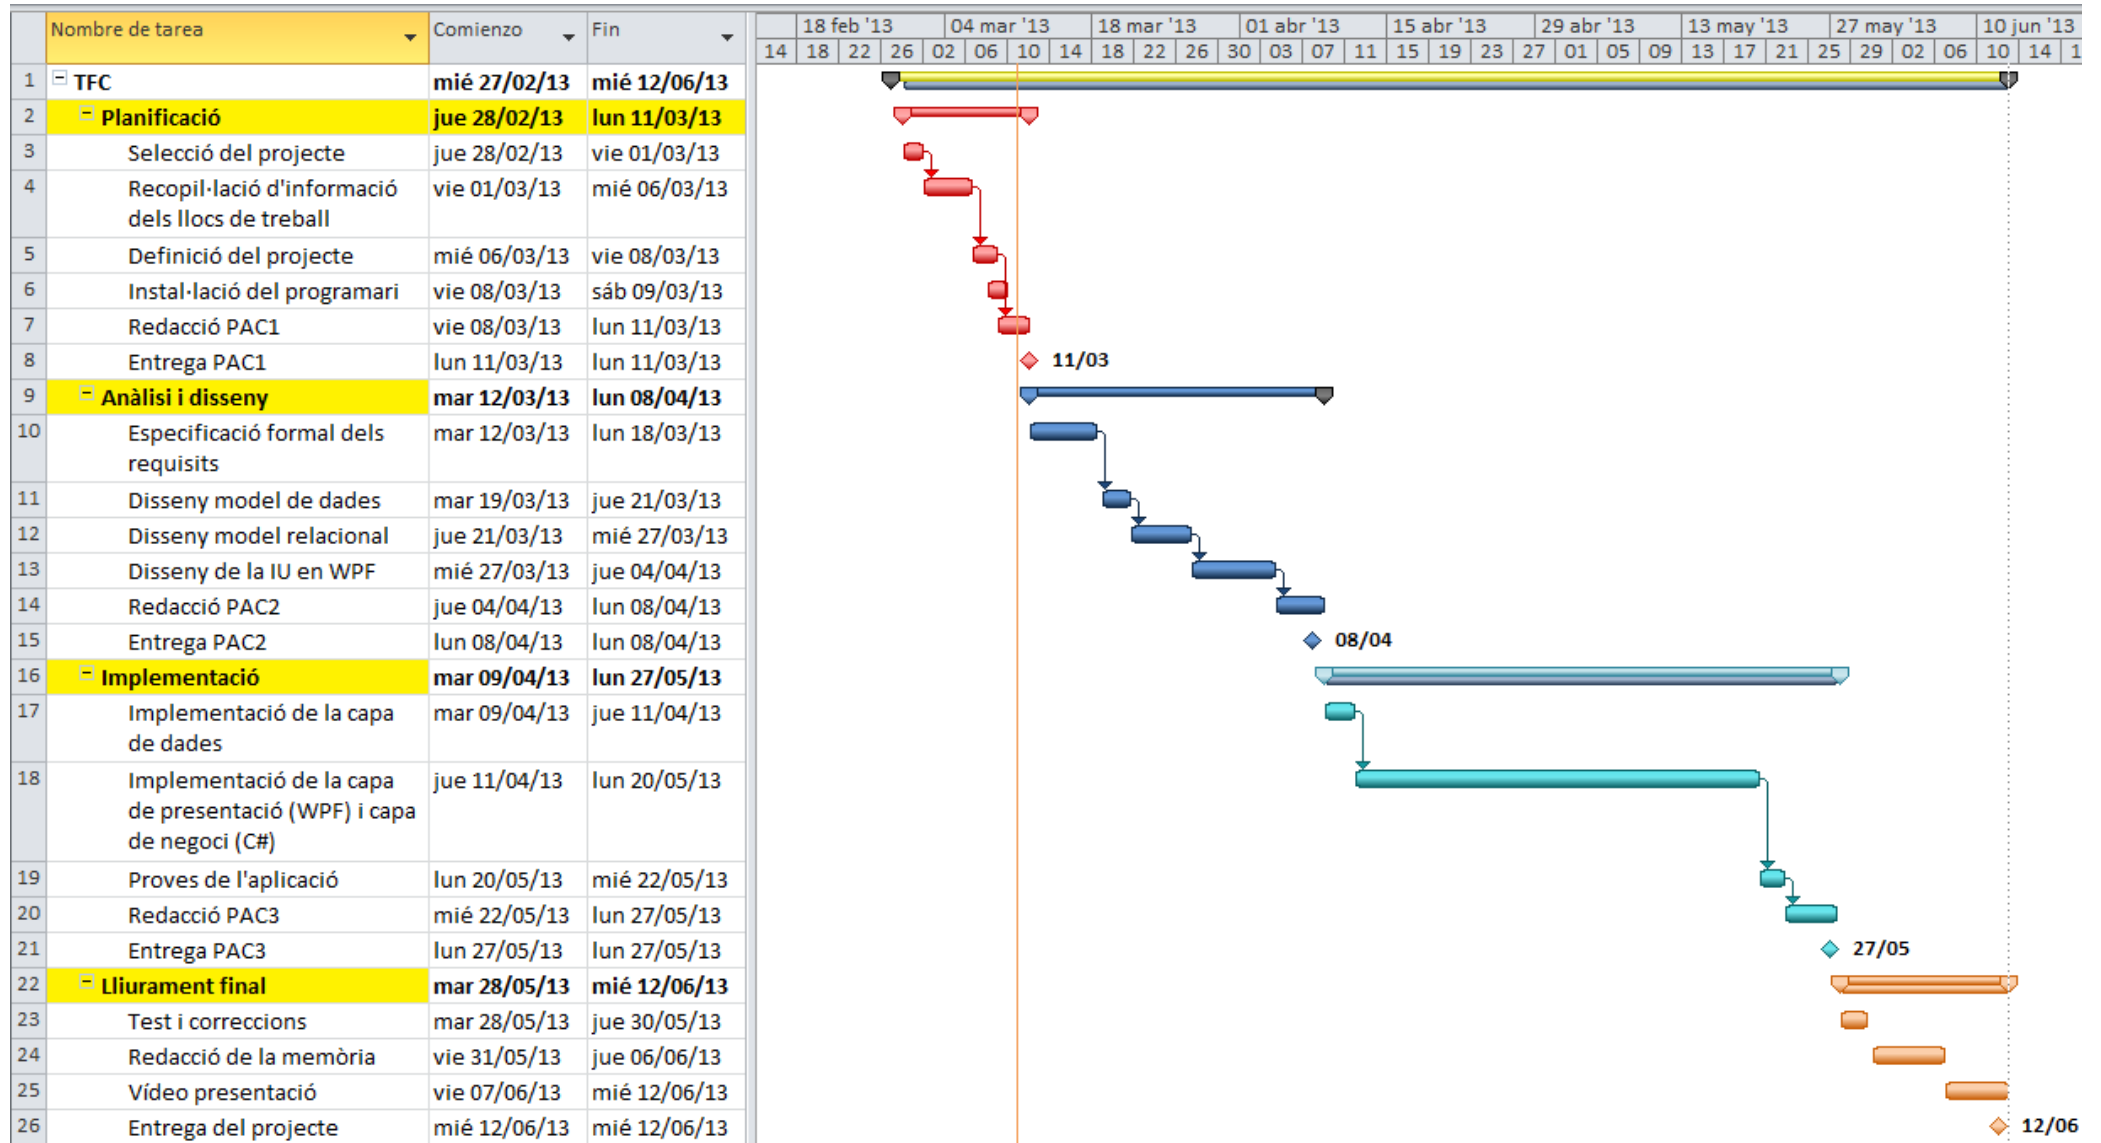 Nombre de tarea Comienzo Fin 18 feb '13 04 mar '13 18 mar '13 01 abr '13 15 abr '13 29 abr '13 13 may '13 27 may '13 10 jun '13
14 18 22 26 02 06 10 14 18 22 26 30 03 07 11 15 19 23 27 01 05 09 13 17 21 25 29 02 06 10 14
1 TFC mié 27/02/13 mié 12/06/13
2 Planificació jue 28/02/13 lun 11/03/13
3 Selecció del projecte jue 28/02/13 vie 01/03/13
4 Recopil·lació d'informació vie 01/03/13 mié 06/03/13
dels llocs de treball
5 Definició del projecte mié 06/03/13 vie 08/03/13
6 Instal·lació del programari vie 08/03/13 sáb 09/03/13
7 Redacció PAC1 vie 08/03/13 lun 11/03/13
8 Entrega PAC1 lun 11/03/13 lun 11/03/13 11/03
9 Anàlisi i disseny mar 12/03/13 lun 08/04/13
10 Especificació formal dels mar 12/03/13 lun 18/03/13
requisits
11 Disseny model de dades mar 19/03/13 jue 21/03/13
12 Disseny model relacional jue 21/03/13 mié 27/03/13
13 Disseny de la IU en WPF mié 27/03/13 jue 04/04/13
14 Redacció PAC2 jue 04/04/13 lun 08/04/13
15 Entrega PAC2 lun 08/04/13 lun 08/04/13 08/04
16 Implementació mar 09/04/13 lun 27/05/13
17 Implementació de la capa mar 09/04/13 jue 11/04/13
de dades
18 Implementació de la capa jue 11/04/13 lun 20/05/13
de presentació (WPF) i capa
de negoci (C#)
19 Proves de l'aplicació lun 20/05/13 mié 22/05/13
20 Redacció PAC3 mié 22/05/13 lun 27/05/13
21 Entrega PAC3 lun 27/05/13 lun 27/05/13 27/05
22 Lliurament final mar 28/05/13 mié 12/06/13
23 Test i correccions mar 28/05/13 jue 30/05/13
24 Redacció de la memòria vie 31/05/13 jue 06/06/13
25 Vídeo presentació vie 07/06/13 mié 12/06/13
26 Entrega del projecte mié 12/06/13 mié 12/06/13 12/06